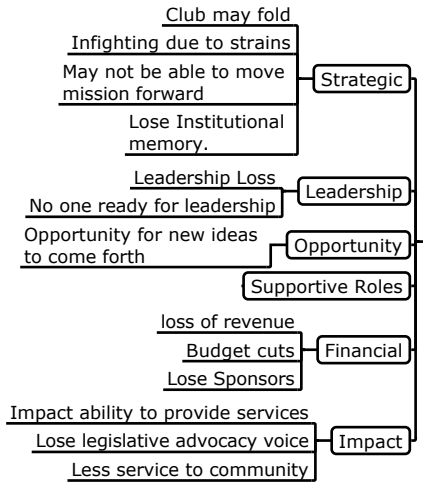 Club may fold
Infighting due to strains
May not be able to move
mission forward
Lose Institutional
memory.
Strategic
Leadership Loss
No one ready for leadership
Leadership
Opportunity for new ideas
to come forth
Opportunity
Supportive Roles
loss of revenue
Budget cuts
Lose Sponsors
Financial
Impact ability to provide services
Lose legislative advocacy voice
Less service to community
Impact